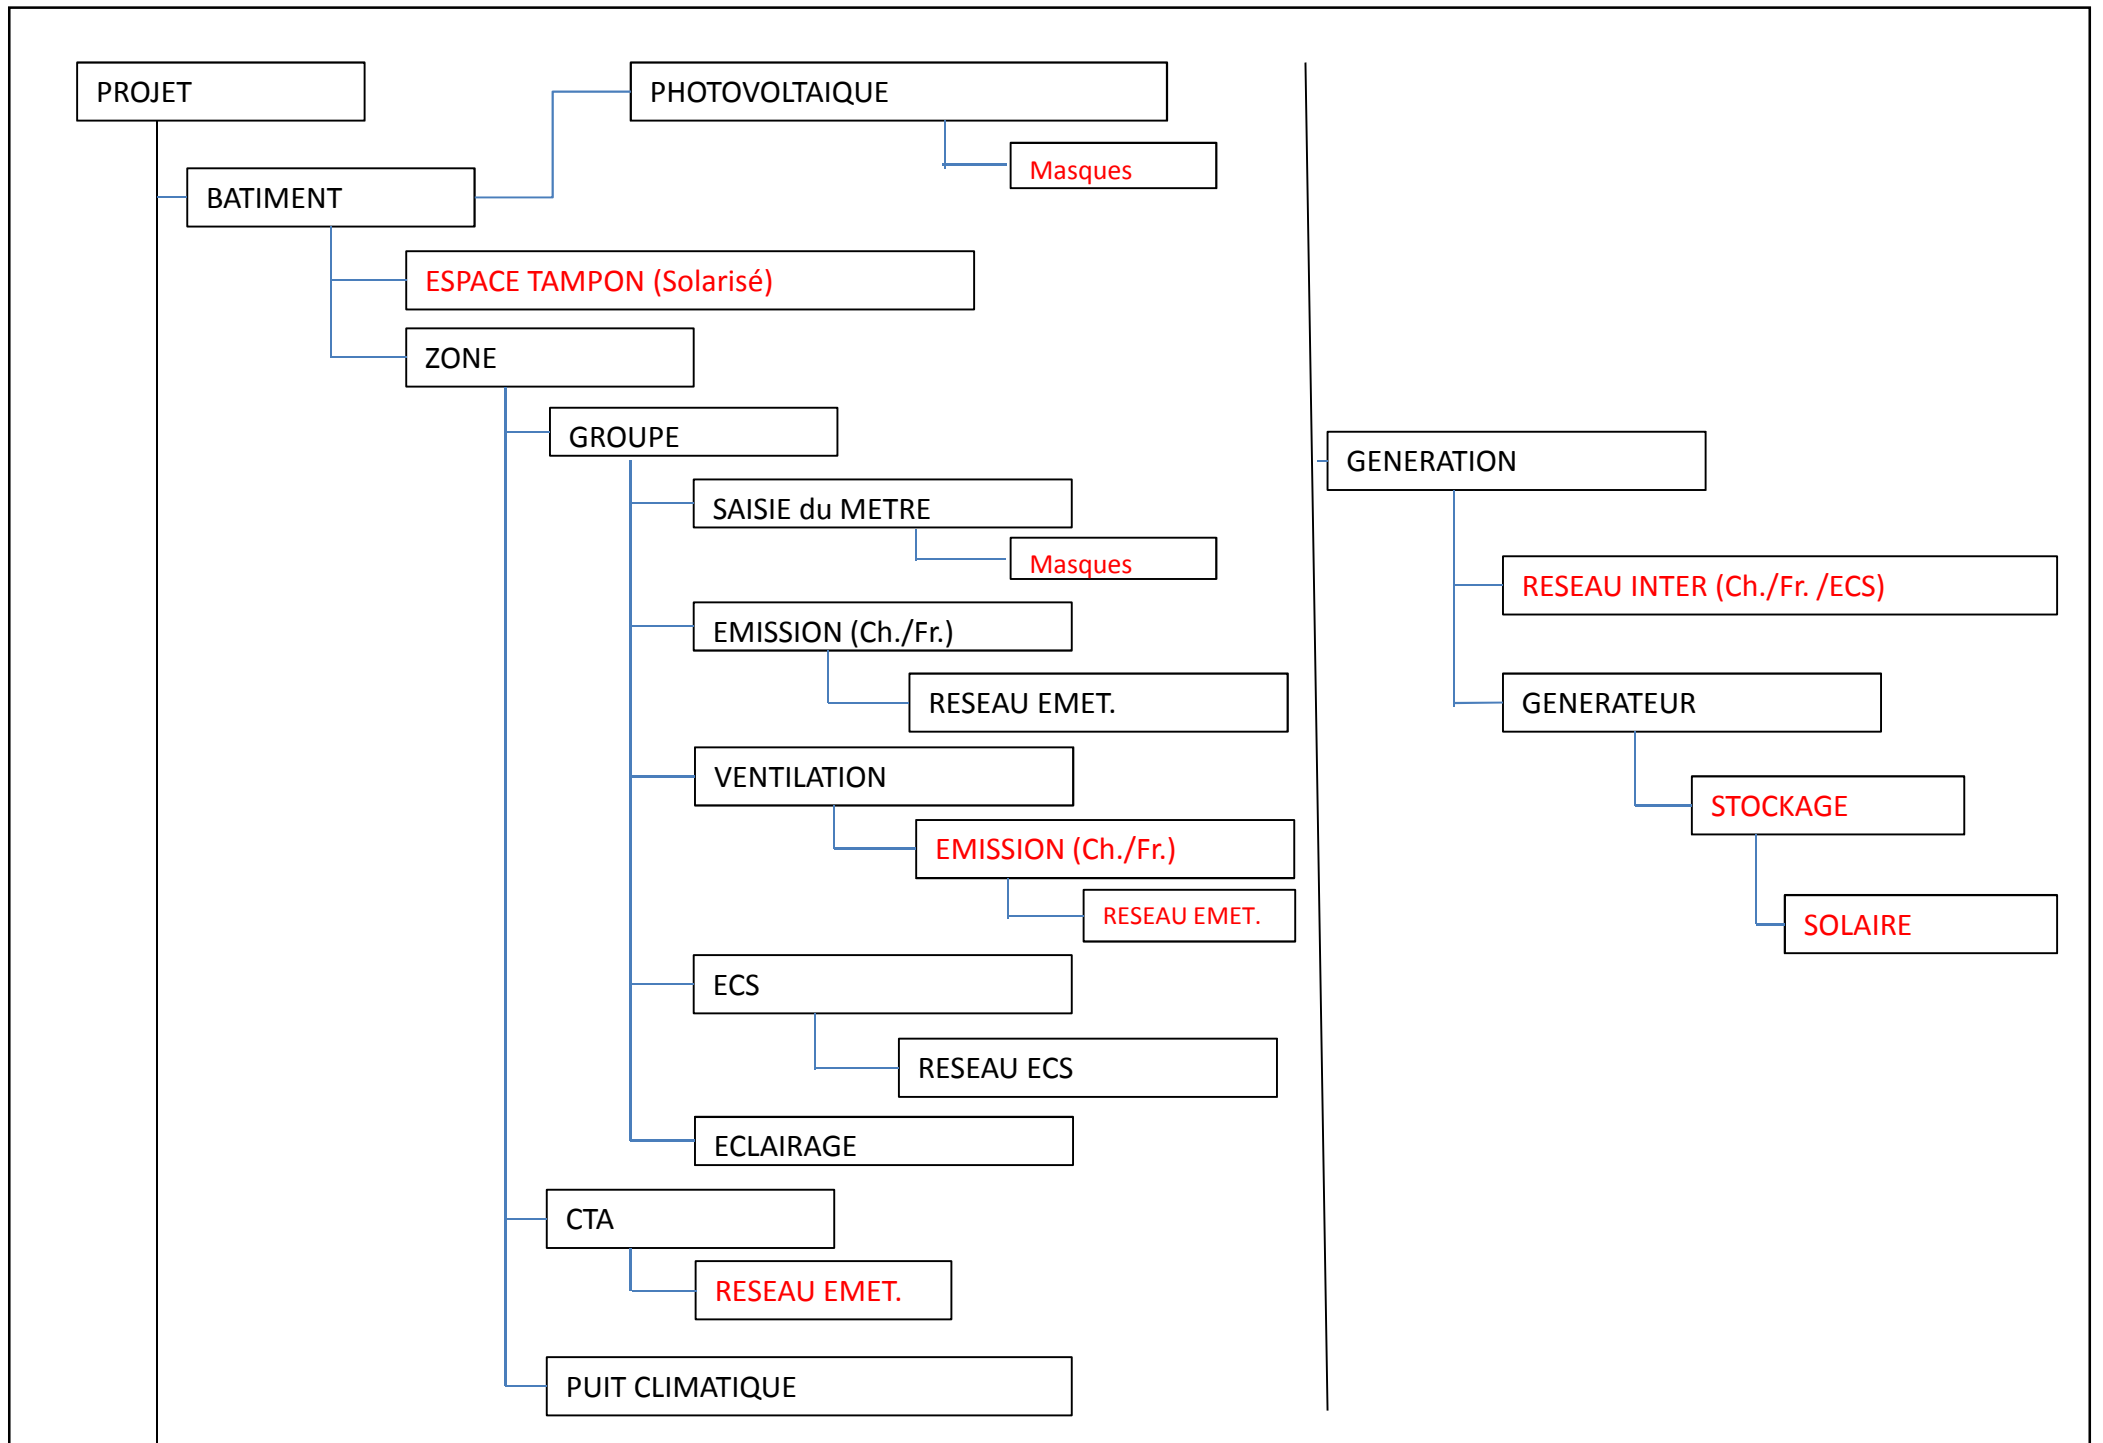 PROJET
PHOTOVOLTAIQUE
Masques
BATIMENT
ESPACE TAMPON (Solarisé)
ZONE
GROUPE
SAISIE du METRE
Masques
EMISSION (Ch./Fr.)
RESEAU EMET.
VENTILATION
EMISSION (Ch./Fr.)
RESEAU EMET.
ECS
RESEAU ECS
ECLAIRAGE
CTA
RESEAU EMET.
PUIT CLIMATIQUE
GENERATION
RESEAU INTER (Ch./Fr. /ECS)
GENERATEUR
STOCKAGE
SOLAIRE